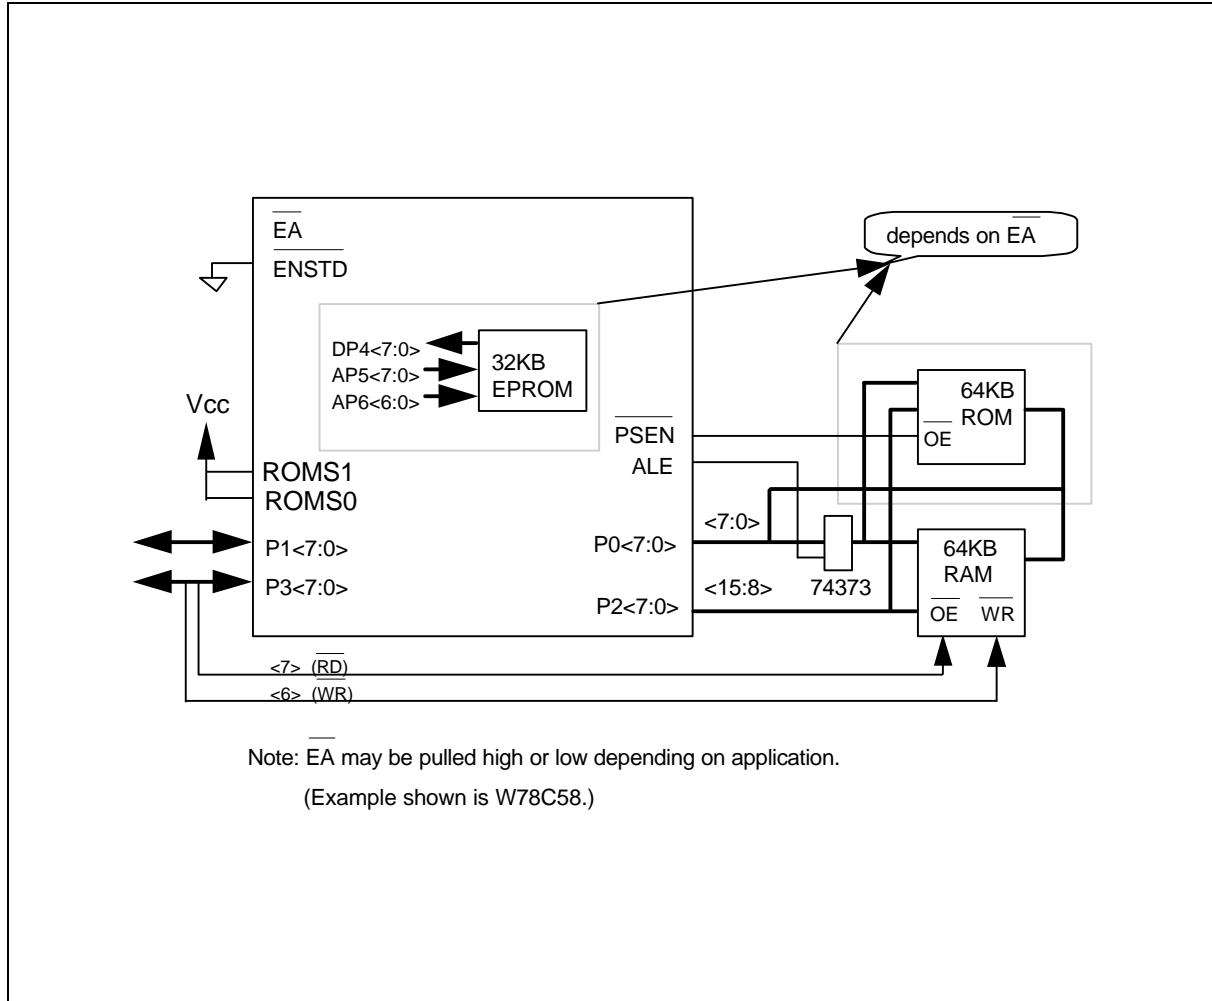 EA
ENSTD
depends on EA
DP4<7:0>
AP5<7:0>
AP6<6:0>
32KB
EPROM
64KB
ROM
OE
Vcc
PSEN
ALE
ROMS1
ROMS0
<7:0>
P1<7:0>
P0<7:0>
64KB
RAM
P3<7:0>
<15:8>
74373
P2<7:0>
OE WR
<7> (RD)
<6> (WR)
Note: EA may be pulled high or low depending on application.
(Example shown is W78C58.)